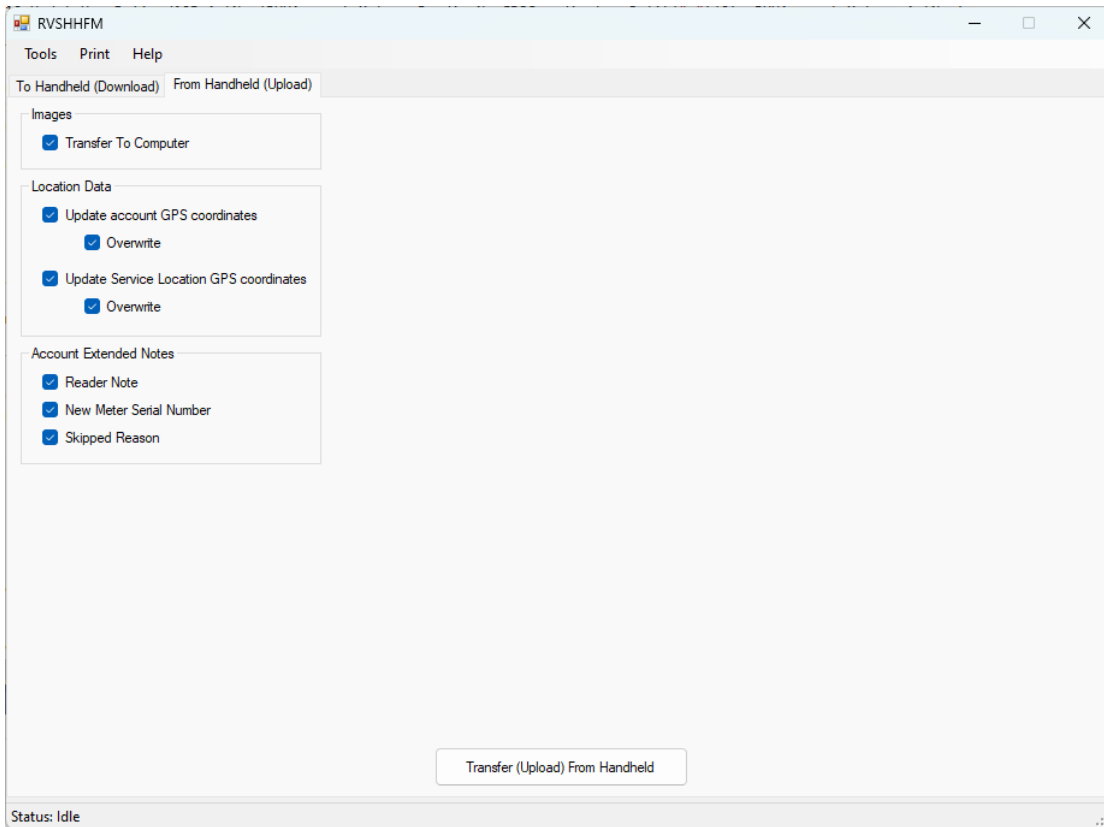 RVSHHFM
Tools Print Help
To Handheld (Download) From Handheld (Upload)
Images
Transfer To Computer
Location Data
Update account GPS coordinates
Overwrite
Update Service Location GPS coordinates
Overwrite
Account Extended Notes
Reader Note
New Meter Serial Number
Skipped Reason
Transfer (Upload) From Handheld
Status: Idle